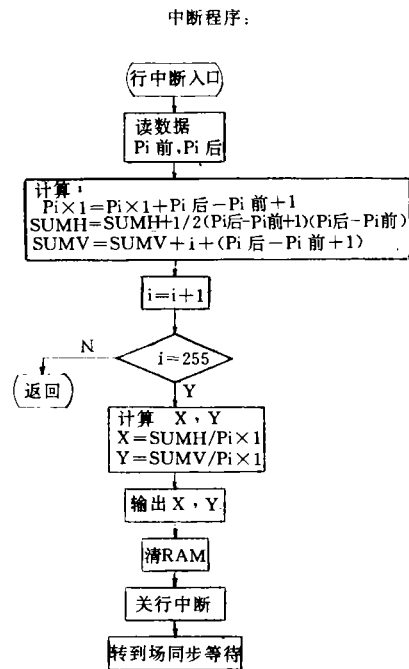 中断程序：
行中断入口
读数据
Pi前，Pi后
计算：
Pi×1=Pi×1+Pi后-Pi前+1
SUMH=SUMH+1/2(Pi后-Pi前+1)(Pi后-Pi前)
SUMV=SUMV+i+(Pi后-Pi前+1)
i=i+1
N
i=255
返回
Y
计算 X，Y
X=SUMH/Pi×1
Y=SUMV/Pi×1
输出X，Y
清RAM
关行中断
转到场同步等待